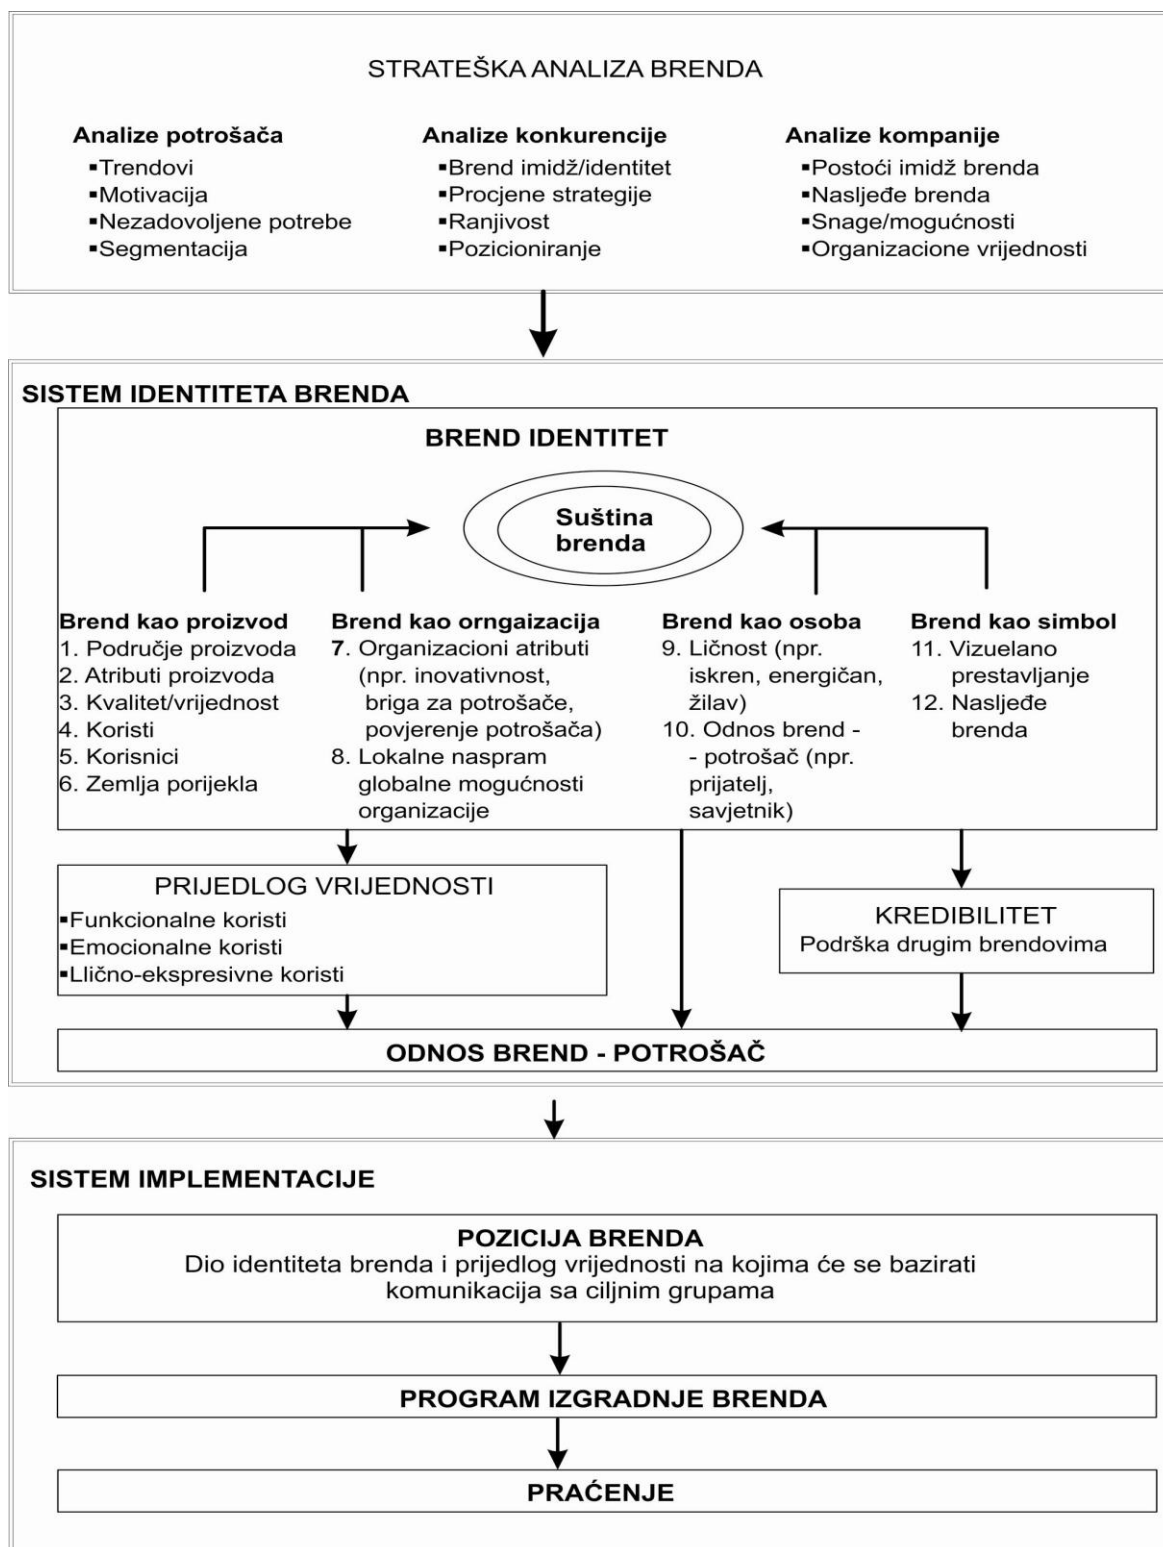 STRATEŠKA ANALIZA BRENDA
Analize potrošača
▪Trendovi
▪Motivacija
▪Nezadovoljene potrebe
▪Segmentacija
Analize konkurencije
▪Brend imidž/identitet
▪Procjene strategije
▪Ranjivost
▪Pozicioniranje
Analize kompanije
▪Postoći imidž brenda
▪Nasljeđe brenda
▪Snage/mogućnosti
▪Organizacione vrijednosti
SISTEM IDENTITETA BRENDA
BREND IDENTITET
Suština
brenda
Brend kao proizvod
1. Područje proizvoda
2. Atributi proizvoda
3. Kvalitet/vrijednost
4. Koristi
5. Korisnici
6. Zemlja porijekla
Brend kao orngaizacija
7. Organizacioni atributi
(npr. inovativnost,
briga za potrošače,
povjerenje potrošača)
8. Lokalne naspram
globalne mogućnosti
organizacije
Brend kao osoba
9. Ličnost (npr.
iskren, energičan,
žilav)
10. Odnos brend -
- potrošač (npr.
prijatelj,
savjetnik)
Brend kao simbol
11. Vizuelano
prestavljanje
12. Nasljeđe
brenda
PRIJEDLOG VRIJEDNOSTI
▪Funkcionalne koristi
▪Emocionalne koristi
▪Llično-ekspresivne koristi
KREDIBILITET
Podrška drugim brendovima
ODNOS BREND - POTROŠAČ
SISTEM IMPLEMENTACIJE
POZICIJA BRENDA
Dio identiteta brenda i prijedlog vrijednosti na kojima će se bazirati
komunikacija sa ciljnim grupama
PROGRAM IZGRADNJE BRENDA
PRAĆENJE